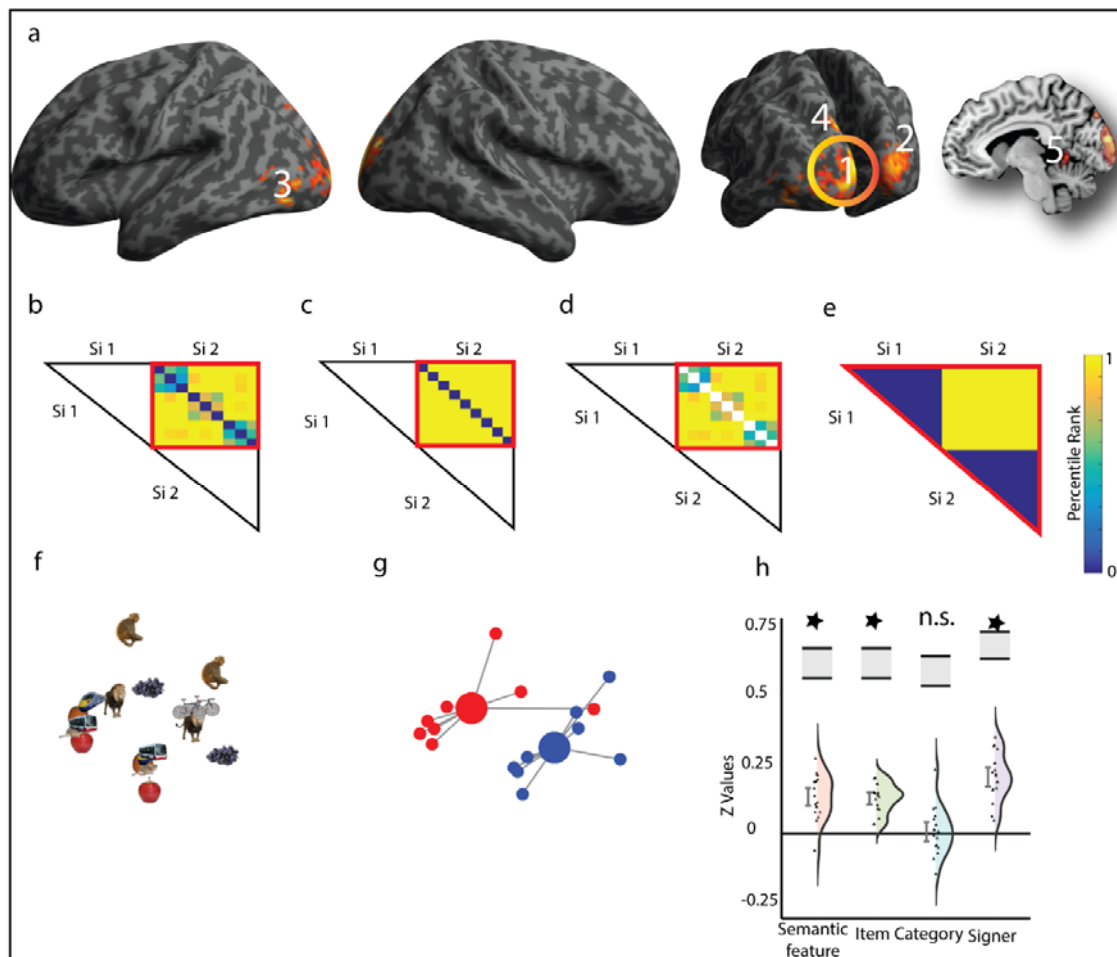 a
3
4
1
2
5
b
c
d
e
Si 1
Si 2
Si 1
Si 2
Si 1
Si 2
Si 1
Si 2
Si 1
Si 2
Si 1
Si 2
Si 1
Si 2
Si 1
Si 2
1
Percentile Rank
0
f
g
h
0.75
0.5
0.25
0
-0.25
Z Values
n.s.
Semantic
feature
Item Category Signer